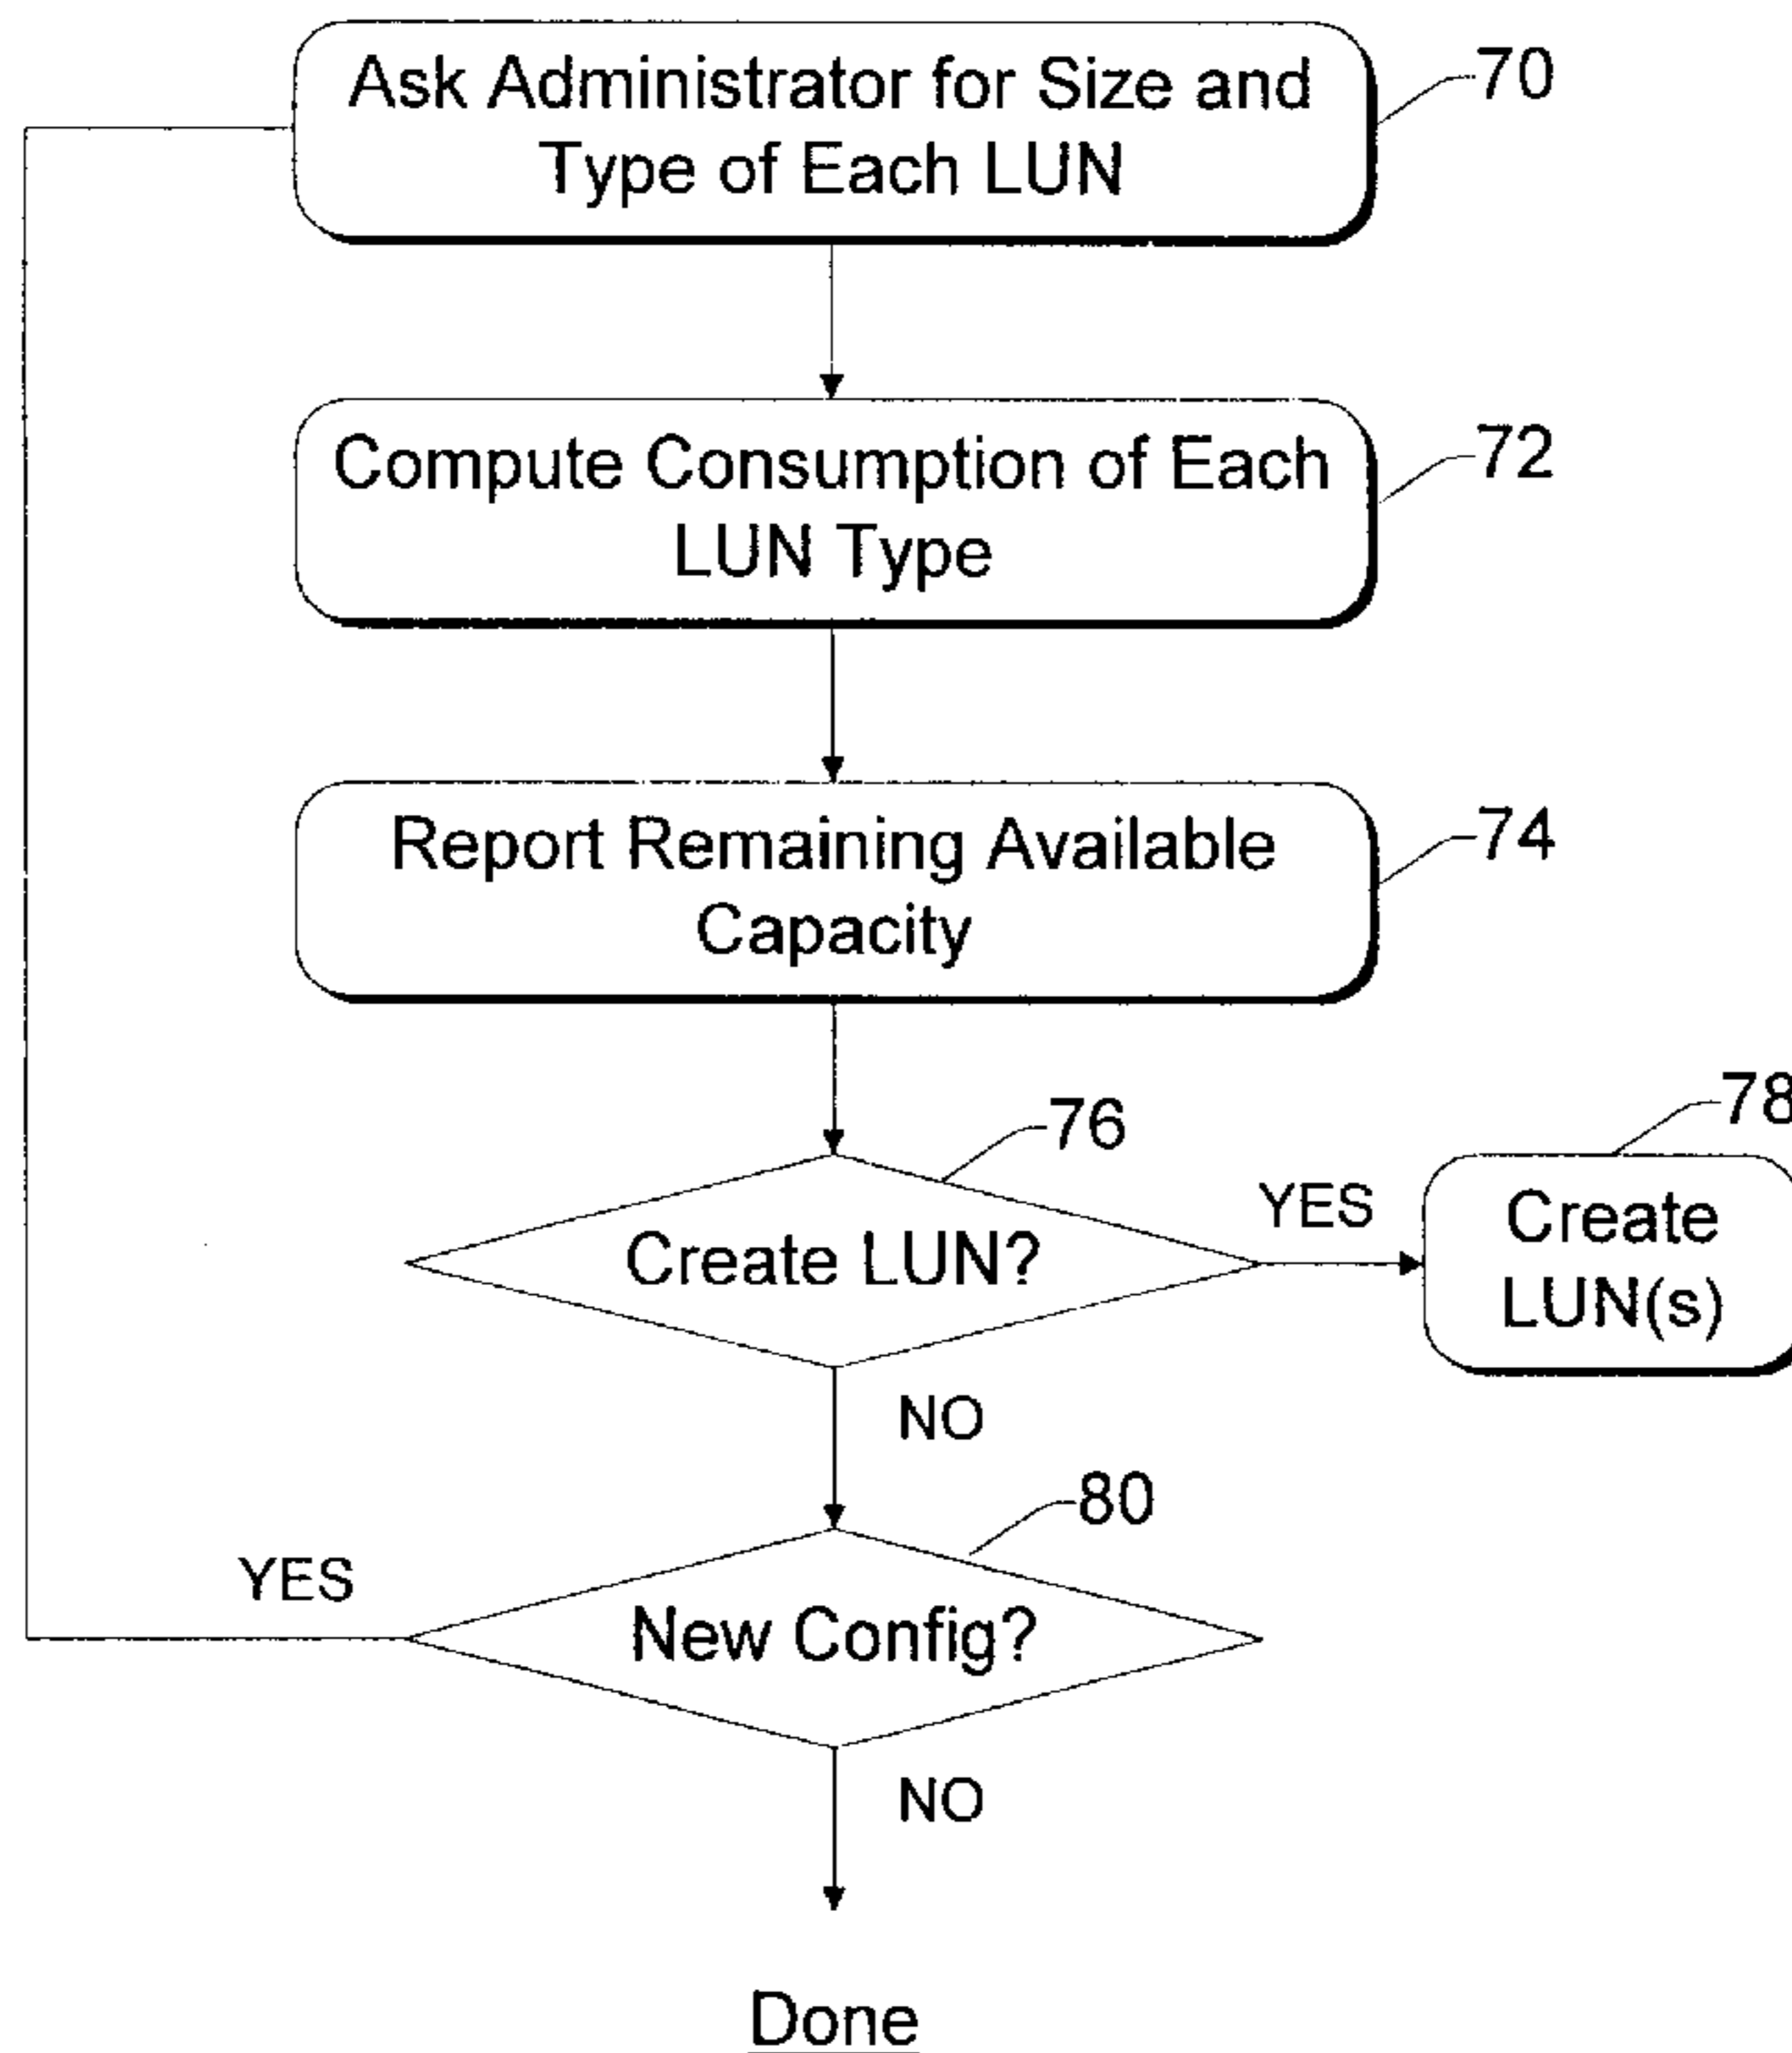 Ask Administrator for Size and
Type of Each LUN
70
Compute Consumption of Each
LUN Type
72
Report Remaining Available
Capacity
74
76
Create LUN?
YES
78
Create
LUN(s)
NO
80
New Config?
YES
NO
Done